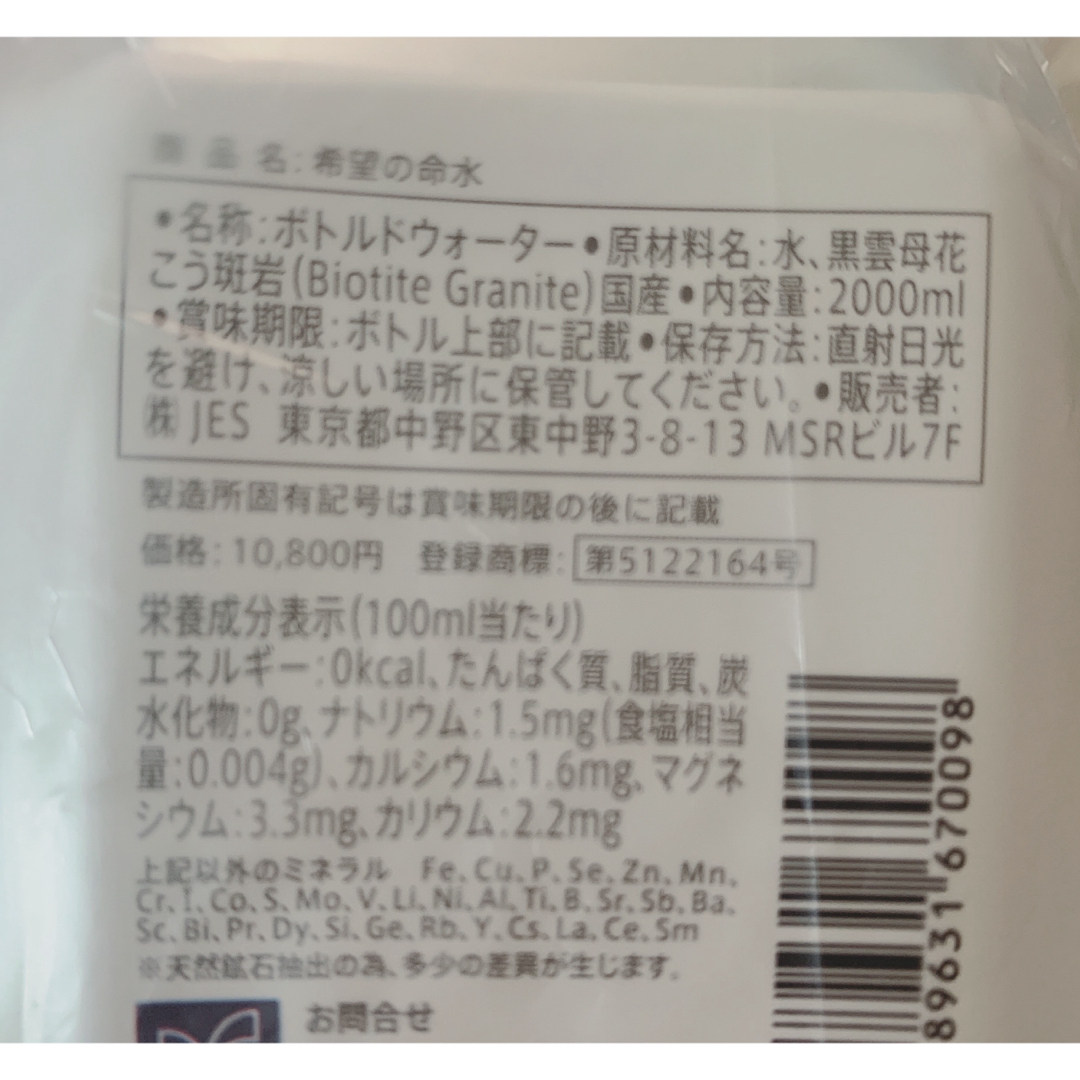 商品名:希望の命水
•名称:ボトルドウォーター•原材料名:水、黒雲母花
こう斑岩(Biotite Granite)国産•内容量:2000ml
•賞味期限:ボトル上部に記載•保存方法:直射日光
を避け、涼しい場所に保管してください。•販売者:
㈱JES 東京都中野区東中野3-8-13 MSRビル7F
製造所固有記号は賞味期限の後に記載
価格:10,800円 登録商標:第5122164号
栄養成分表示(100ml当たり)
エネルギー:0kcal、たんぱく質、脂質、炭
水化物:0g、ナトリウム:1.5mg(食塩相当
量:0.004g)、カルシウム:1.6mg、マグネ
シウム:3.3mg、カリウム:2.2mg
上記以外のミネラル Fe、Cu、P、Se、Zn、Mn、
Cr、I、Co、S、Mo、V、Li、Ni、Al、Ti、B、Sr、Sb、Ba、
Sc、Bi、Pr、Dy、Si、Ge、Rb、Y、Cs、La、Ce、Sm
※天然鉱石抽出の為、多少の差異が生じます。
お問合せ
89631 670098